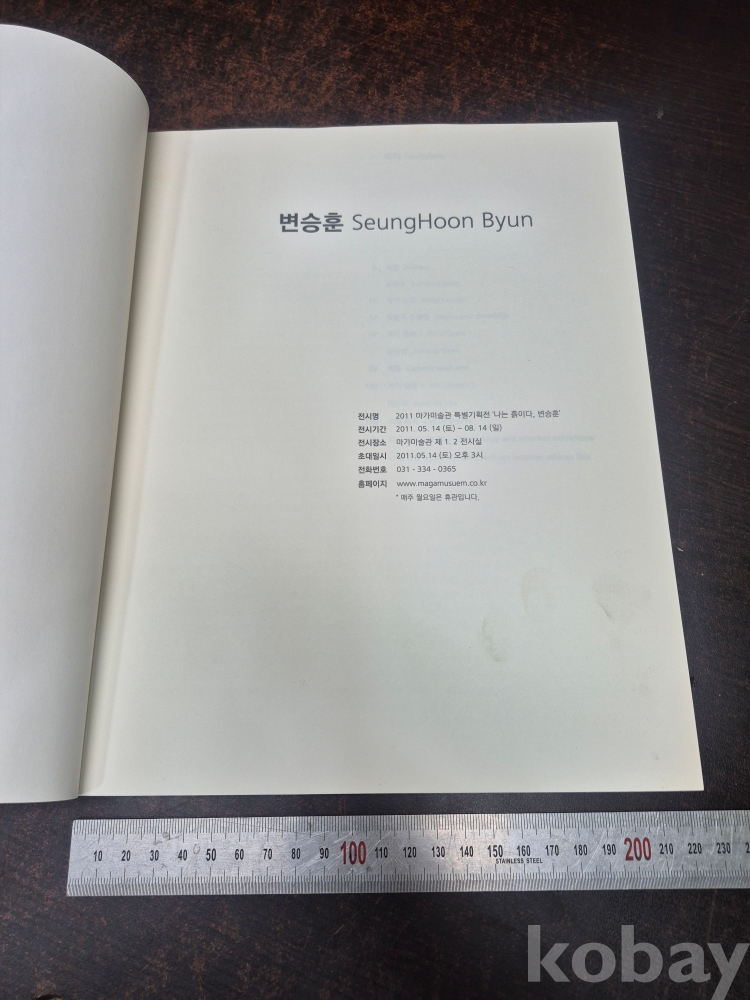 변승훈 SeungHoon Byun
전시명 2011 마가미술관 특별기획전 '나는 흙이다, 변승훈'
전시기간 2011. 05. 14 (토) ~ 08. 14 (일)
전시장소 마가미술관 제 1. 2 전시실
초대일시 2011.05.14 (토) 오후 3시
전화번호 031 - 334 - 0365
홈페이지 www.magamusuem.co.kr
* 매주 월요일은 휴관입니다.
10 20 30 40 50 60 70 80 90 100 110 120 130 140 150 160 170 180 190 200 210 220 230
STAINLESS STEEL
kobay